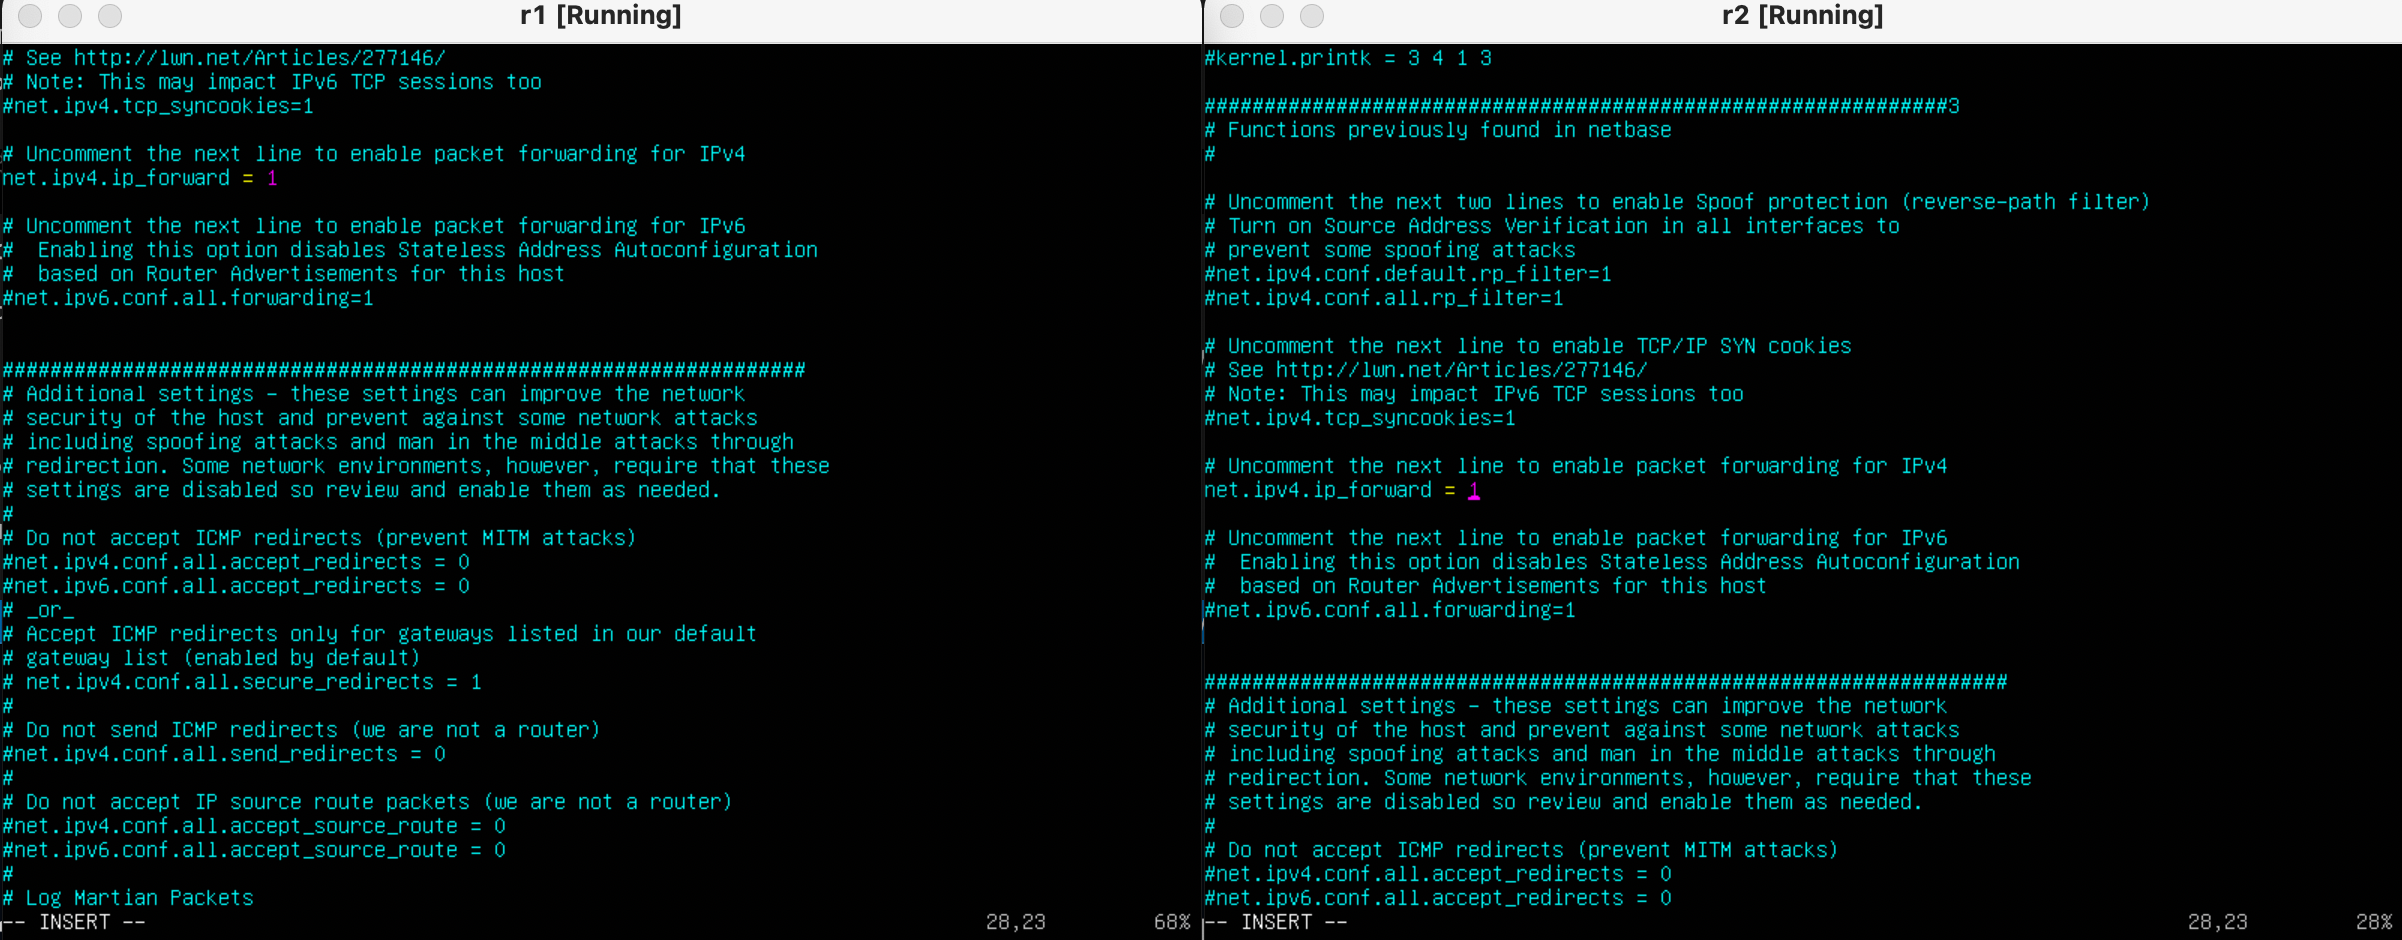 r1 [Running]
# See http://lwn.net/Articles/277146/
# Note: This may impact IPv6 TCP sessions too
#net.ipv4.tcp_syncookies=1
# Uncomment the next line to enable packet forwarding for IPv4
net.ipv4.ip_forward = 1
# Uncomment the next line to enable packet forwarding for IPv6
#  Enabling this option disables Stateless Address Autoconfiguration
#  based on Router Advertisements for this host
#net.ipv6.conf.all.forwarding=1
###################################################################
# Additional settings - these settings can improve the network
# security of the host and prevent against some network attacks
# including spoofing attacks and man in the middle attacks through
# redirection. Some network environments, however, require that these
# settings are disabled so review and enable them as needed.
#
# Do not accept ICMP redirects (prevent MITM attacks)
#net.ipv4.conf.all.accept_redirects = 0
#net.ipv6.conf.all.accept_redirects = 0
# _or_
# Accept ICMP redirects only for gateways listed in our default
# gateway list (enabled by default)
# net.ipv4.conf.all.secure_redirects = 1
#
# Do not send ICMP redirects (we are not a router)
#net.ipv4.conf.all.send_redirects = 0
#
# Do not accept IP source route packets (we are not a router)
#net.ipv4.conf.all.accept_source_route = 0
#net.ipv6.conf.all.accept_source_route = 0
#
# Log Martian Packets
-- INSERT -- 28,23 68%
r2 [Running]
#kernel.printk = 3 4 1 3
##############################################################3
# Functions previously found in netbase
#
# Uncomment the next two lines to enable Spoof protection (reverse-path filter)
# Turn on Source Address Verification in all interfaces to
# prevent some spoofing attacks
#net.ipv4.conf.default.rp_filter=1
#net.ipv4.conf.all.rp_filter=1
# Uncomment the next line to enable TCP/IP SYN cookies
# See http://lwn.net/Articles/277146/
# Note: This may impact IPv6 TCP sessions too
#net.ipv4.tcp_syncookies=1
# Uncomment the next line to enable packet forwarding for IPv4
net.ipv4.ip_forward = 1
# Uncomment the next line to enable packet forwarding for IPv6
#  Enabling this option disables Stateless Address Autoconfiguration
#  based on Router Advertisements for this host
#net.ipv6.conf.all.forwarding=1
###################################################################
# Additional settings - these settings can improve the network
# security of the host and prevent against some network attacks
# including spoofing attacks and man in the middle attacks through
# redirection. Some network environments, however, require that these
# settings are disabled so review and enable them as needed.
#
# Do not accept ICMP redirects (prevent MITM attacks)
#net.ipv4.conf.all.accept_redirects = 0
#net.ipv6.conf.all.accept_redirects = 0
-- INSERT -- 28,23 28%